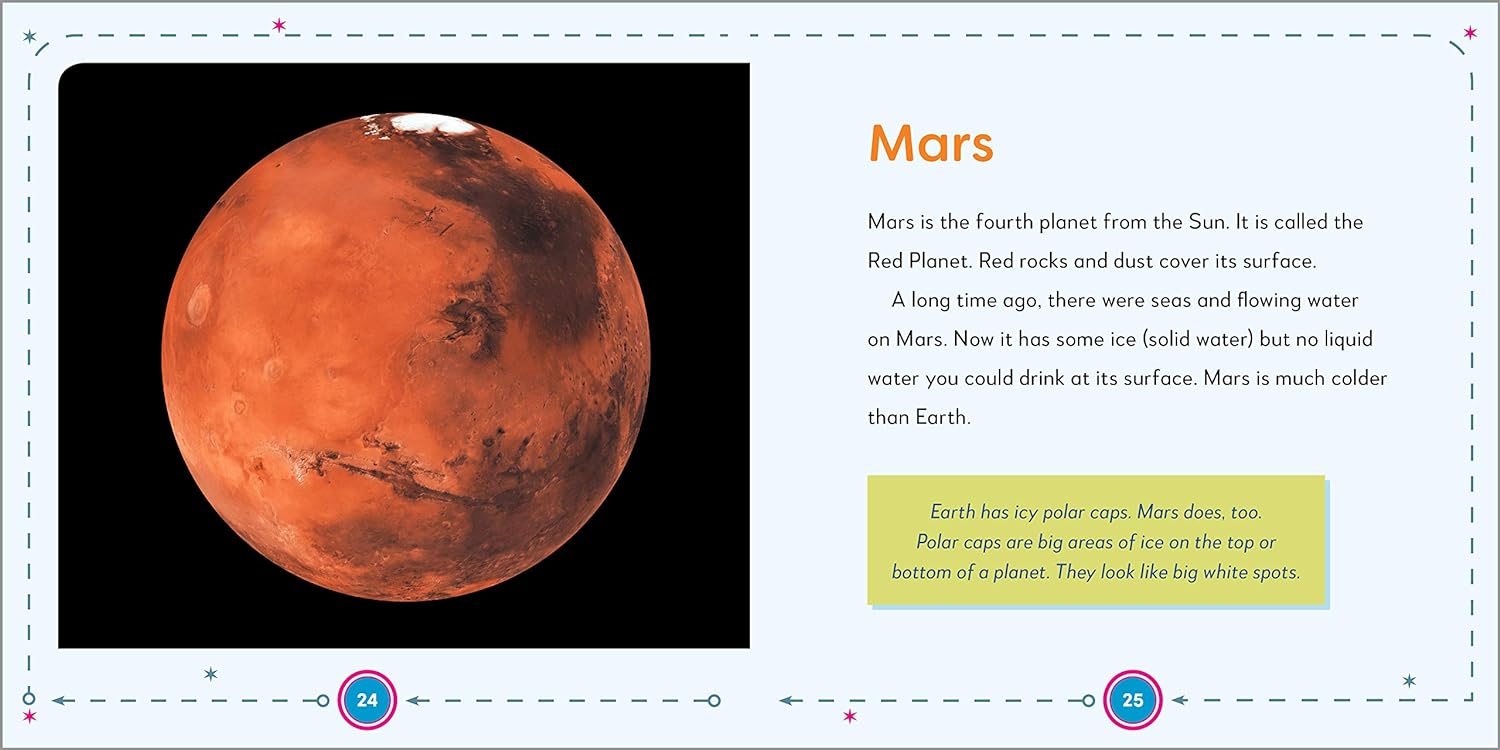 Mars
Mars is the fourth planet from the Sun. It is called the
Red Planet. Red rocks and dust cover its surface.
A long time ago, there were seas and flowing water
on Mars. Now it has some ice (solid water) but no liquid
water you could drink at its surface. Mars is much colder
than Earth.
Earth has icy polar caps. Mars does, too.
Polar caps are big areas of ice on the top or
bottom of a planet. They look like big white spots.
24
25